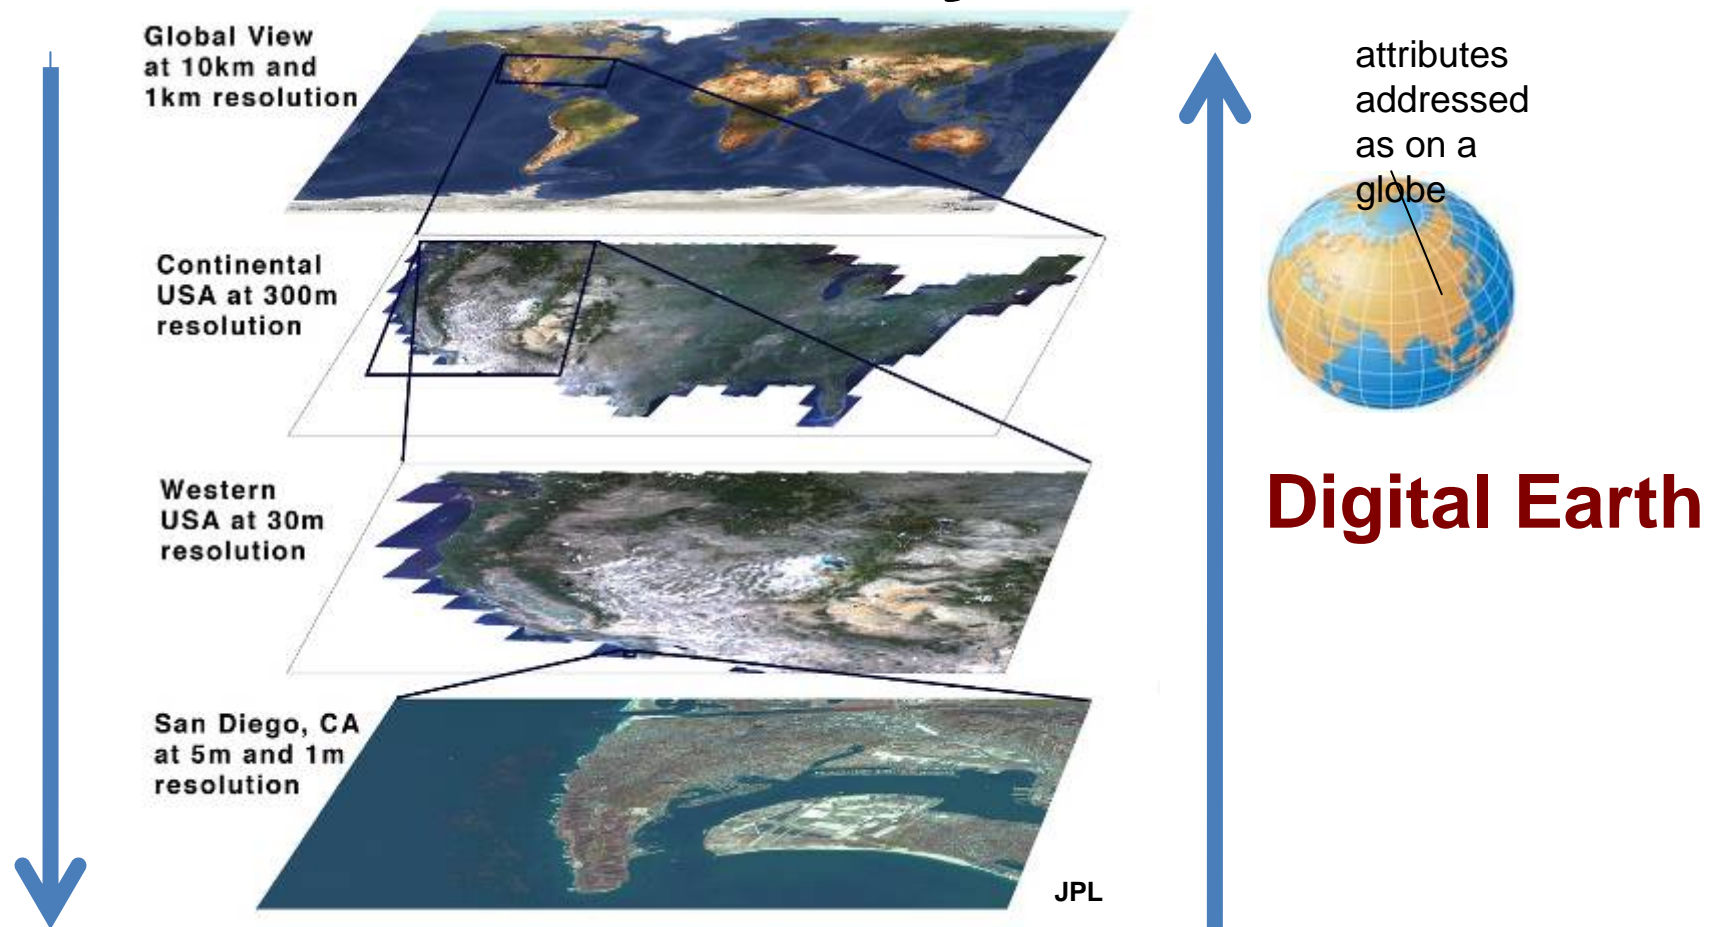 Global View
at 10km and
1km resolution
Continental
USA at 300m
resolution
Western
USA at 30m
resolution
San Diego, CA
at 5m and 1m
resolution
JPL
attributes
addressed
as on a
globe
Digital Earth